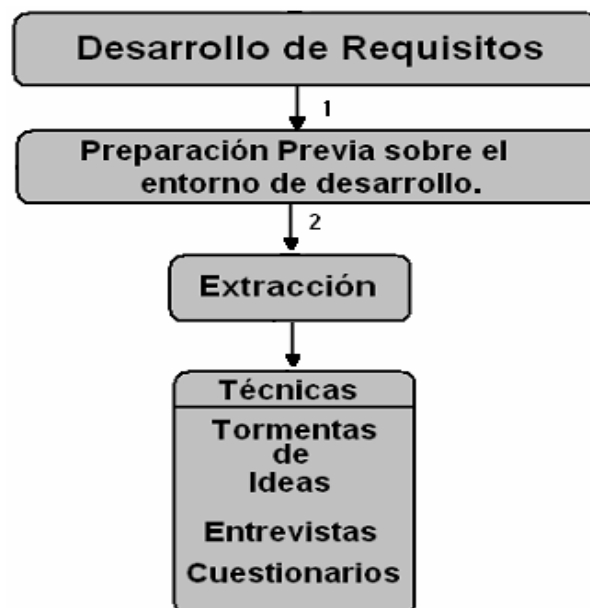 Desarrollo de Requisitos
1
Preparación Previa sobre el
entorno de desarrollo.
2
Extracción
Técnicas
Tormentas
de
Ideas
Entrevistas
Cuestionarios